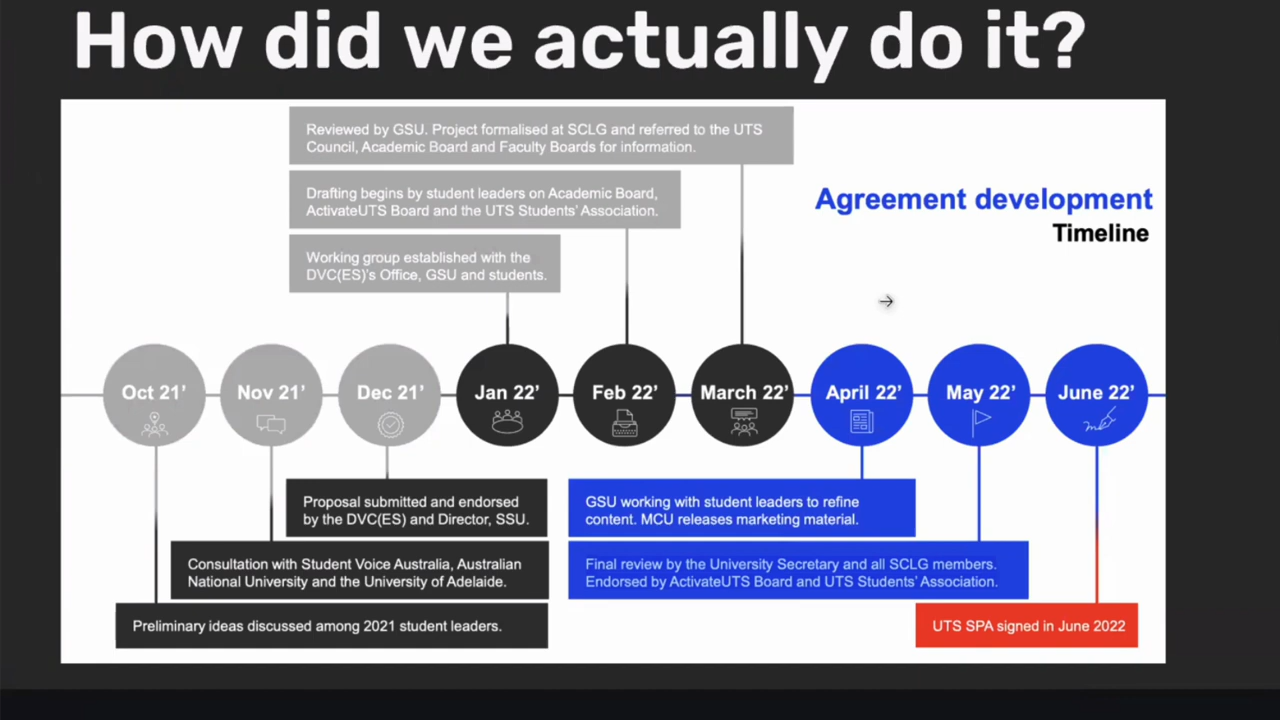 How did we actually do it?
Reviewed by GSU. Project formalised at SCLG and referred to the UTS
Council, Academic Board and Faculty Boards for information.
Drafting begins by student leaders on Academic Board,
ActivateUTS Board and the UTS Students' Association.
Working group established with the
DVC(ES)'s Office, GSU and students.
Agreement development
Timeline
Oct 21'
Nov 21'
Dec 21'
Jan 22'
Feb 22'
March 22'
April 22'
May 22'
June 22'
Proposal submitted and endorsed
by the DVC(ES) and Director, SSU.
Consultation with Student Voice Australia, Australian
National University and the University of Adelaide.
Preliminary ideas discussed among 2021 student leaders.
GSU working with student leaders to refine
content. MCU releases marketing material.
Final review by the University Secretary and all SCLG members.
Endorsed by ActivateUTS Board and UTS Students' Association.
UTS SPA signed in June 2022